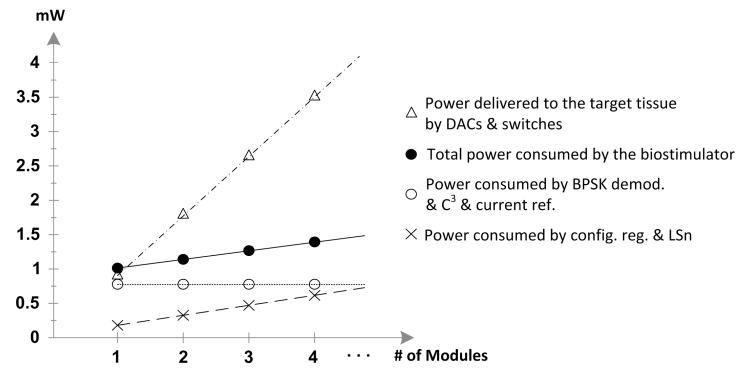 mW
4
3.5
3
2.5
2
1.5
1
0.5
0
1 2 3 4 ··· # of Modules
Power delivered to the target tissue
by DACs & switches
Total power consumed by the biostimulator
Power consumed by BPSK demod.
& C³ & current ref.
Power consumed by config. reg. & LSn